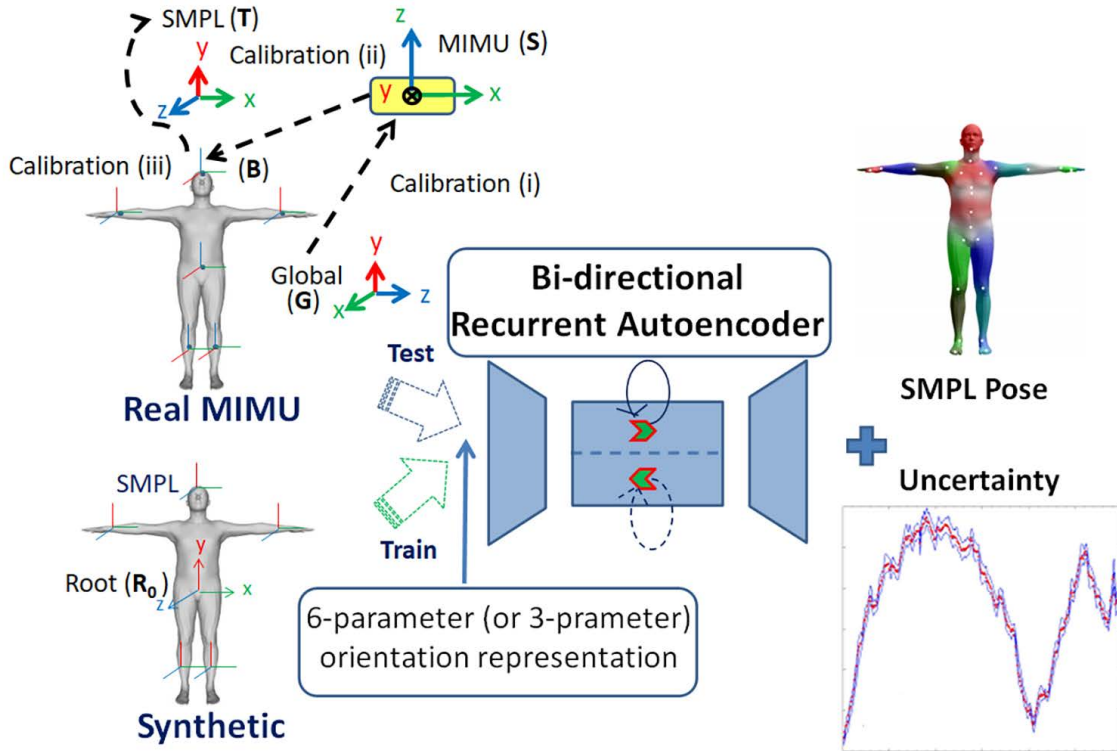 SMPL (T)
y
x
z
Calibration (ii)
z
MIMU (S)
y
x
Calibration (iii)
(B)
Calibration (i)
Global
(G)
y
z
x
Real MIMU
Bi-directional
Recurrent Autoencoder
Test
Train
SMPL
y
Root (R₀)
x
z
Synthetic
6-parameter (or 3-prameter)
orientation representation
SMPL Pose
Uncertainty